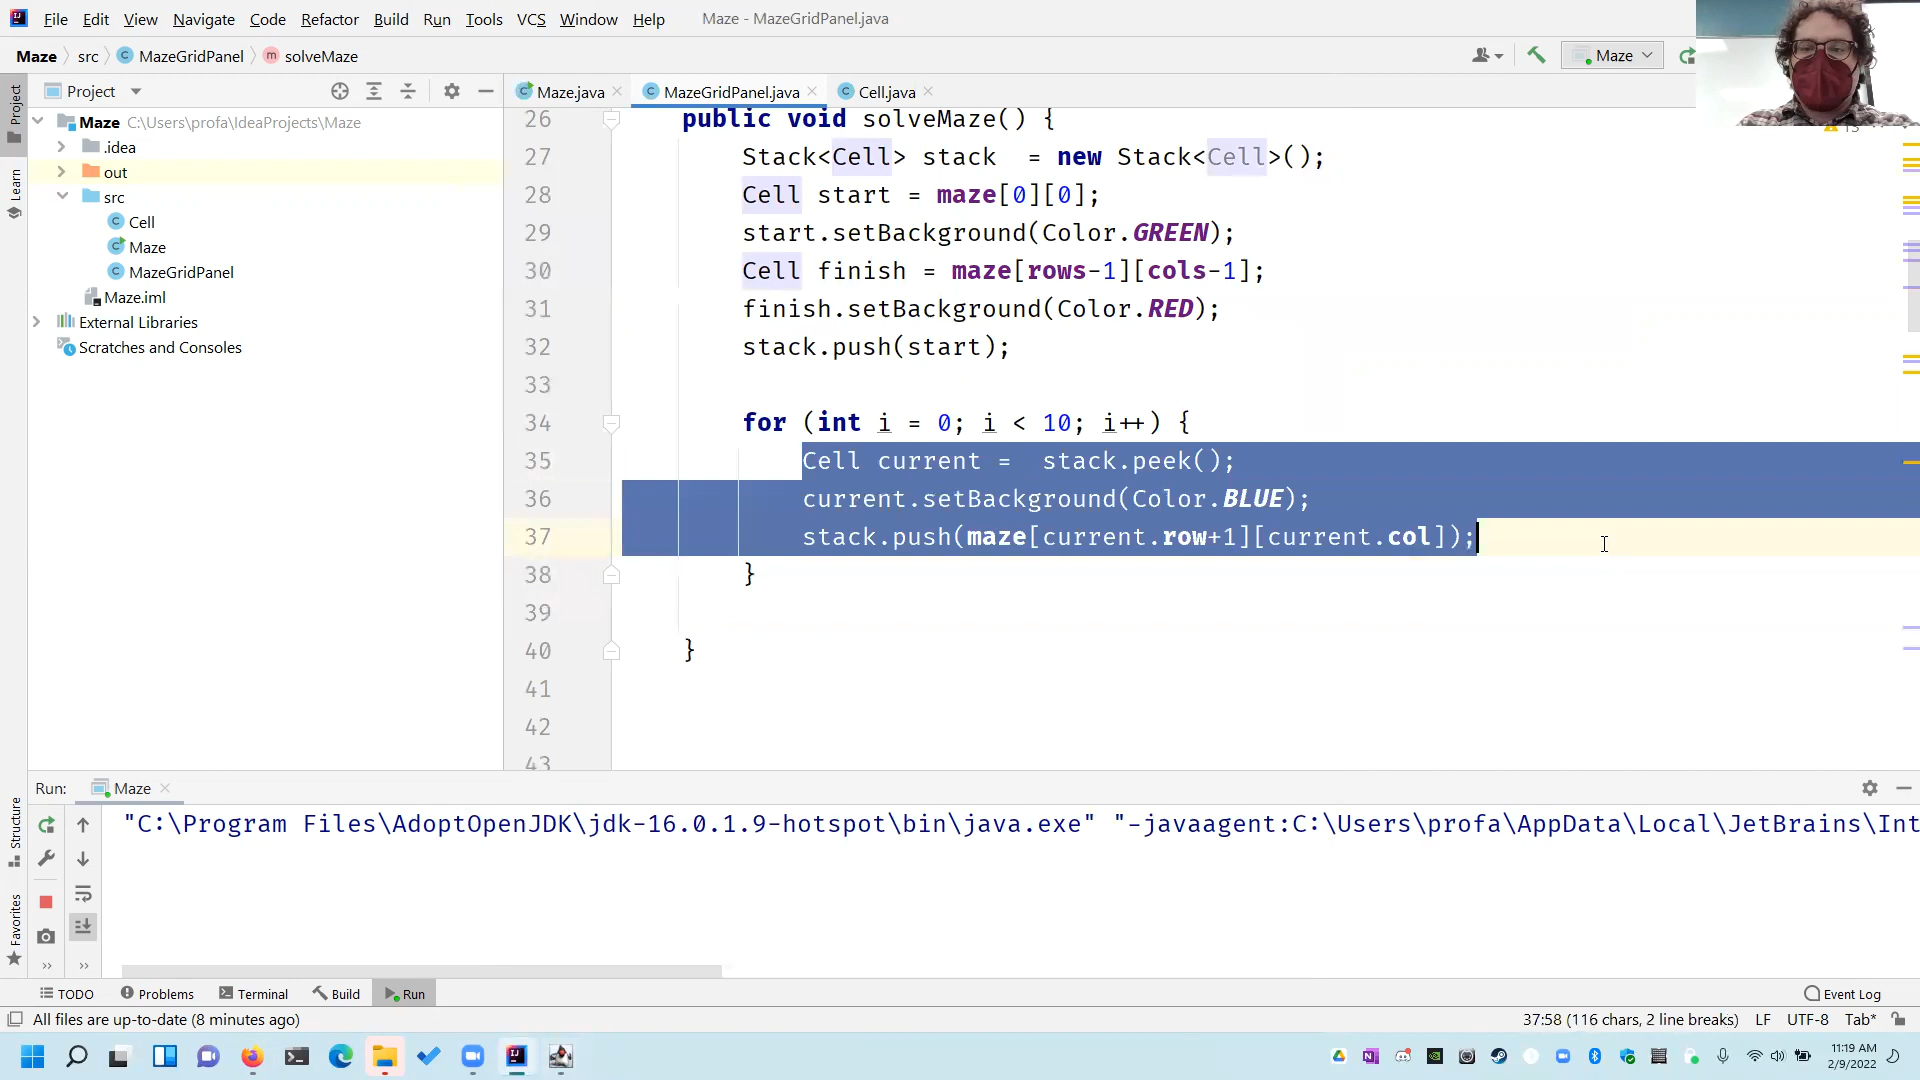 File Edit View Navigate Code Refactor Build Run Tools VCS Window Help Maze - MazeGridPanel.java
Maze src MazeGridPanel solveMaze Maze
Project Maze.java MazeGridPanel.java Cell.java
Project
Learn
Structure
Favorites
Maze C:\Users\profa\IdeaProjects\Maze
.idea
out
src
Cell
Maze
MazeGridPanel
Maze.iml
External Libraries
Scratches and Consoles
26 public void solveMaze() {
27 Stack<Cell> stack  = new Stack<Cell>();
28 Cell start = maze[0][0];
29 start.setBackground(Color.GREEN);
30 Cell finish = maze[rows-1][cols-1];
31 finish.setBackground(Color.RED);
32 stack.push(start);
33
34 for (int i = 0; i < 10; i++) {
35 Cell current =  stack.peek();
36 current.setBackground(Color.BLUE);
37 stack.push(maze[current.row+1][current.col]);
38 }
39
40 }
41
42
43
Run: Maze
"C:\Program Files\AdoptOpenJDK\jdk-16.0.1.9-hotspot\bin\java.exe" "-javaagent:C:\Users\profa\AppData\Local\JetBrains\Int
TODO Problems Terminal Build Run Event Log
All files are up-to-date (8 minutes ago) 37:58 (116 chars, 2 line breaks) LF UTF-8 Tab*
11:19 AM
2/9/2022